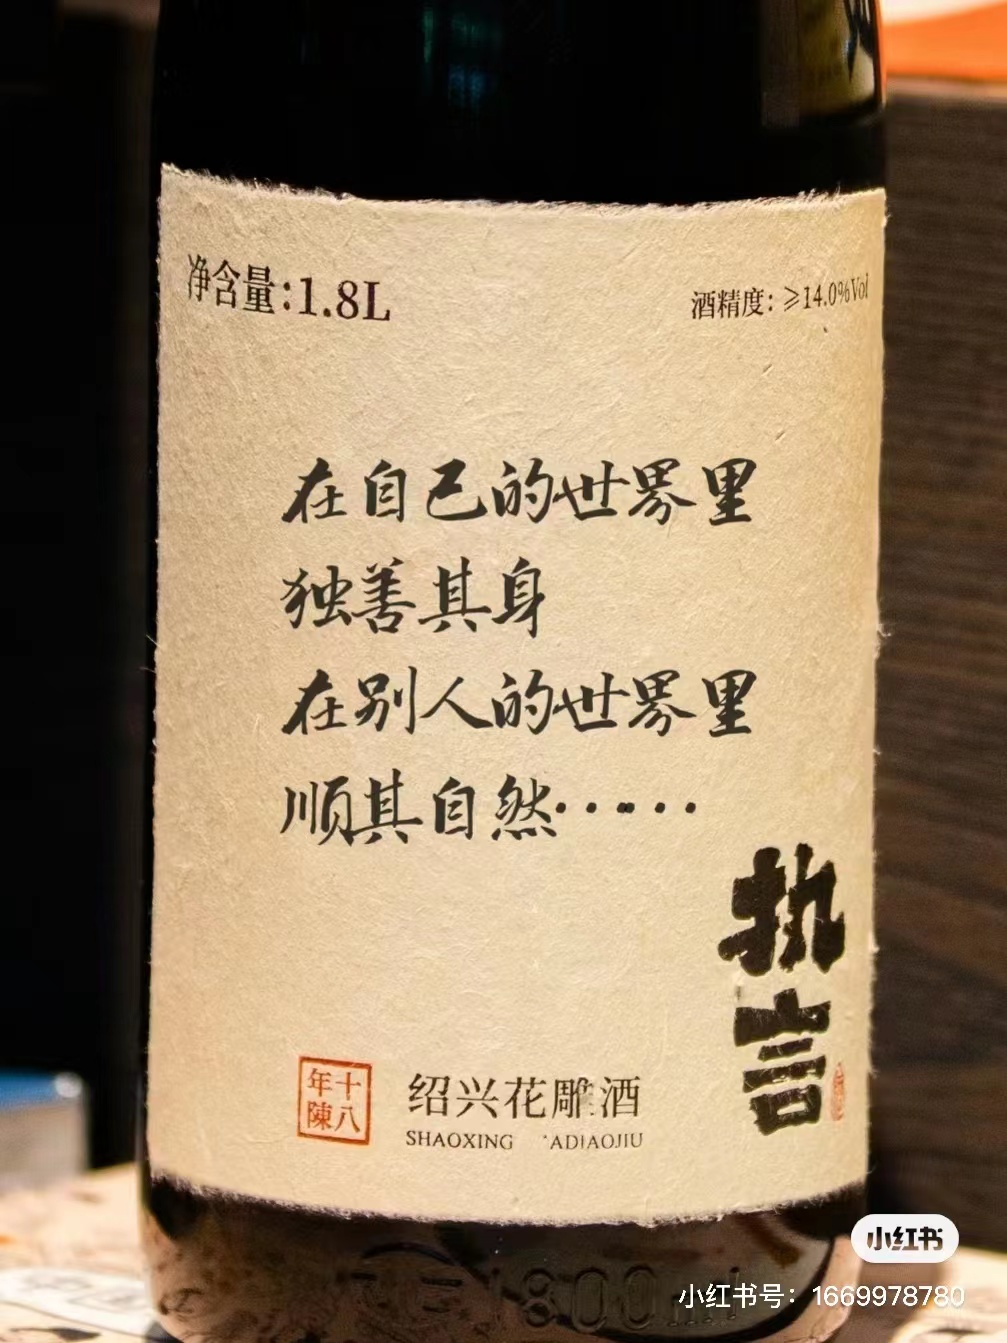 净含量:1.8L
酒精度：≥14.0%Vol
在自己的世界里
独善其身
在别人的世界里
顺其自然……
执言
十八年陳
绍兴花雕酒
SHAOXING 'ADIAOJIU
小红书
小红书号：1669978780